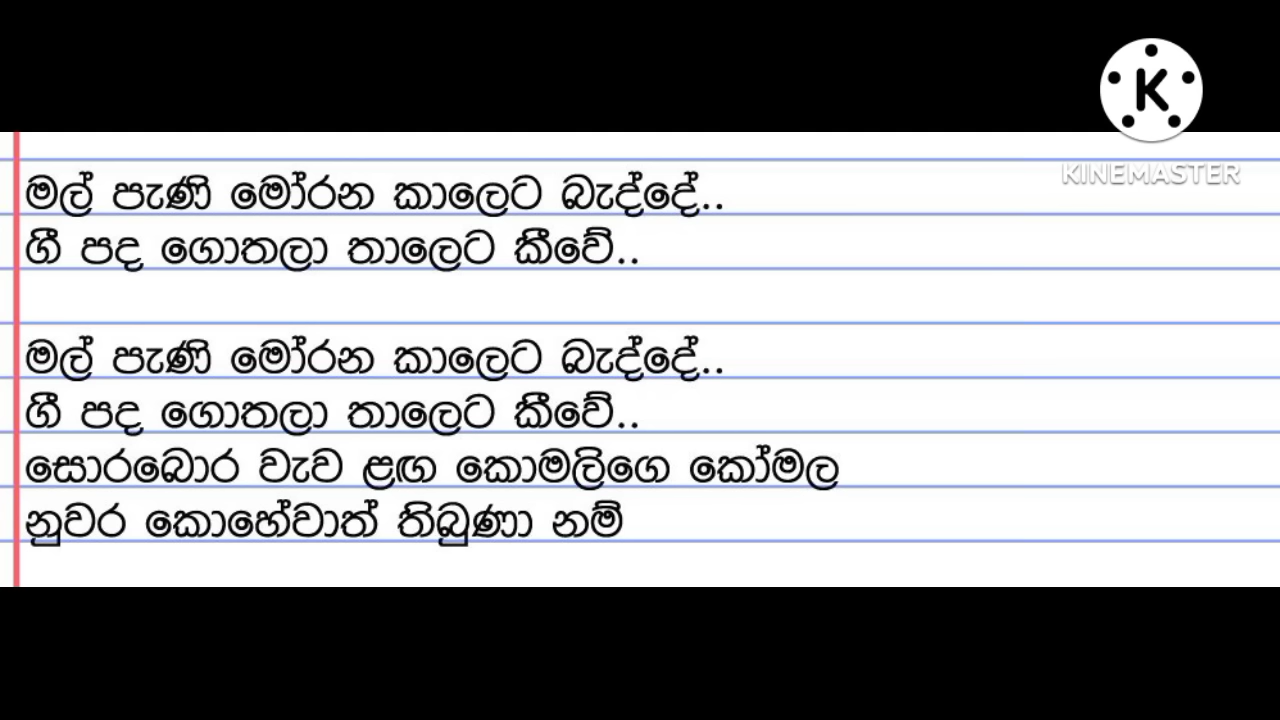 K
KINEMASTER
මල් පැණි මෝරන කාලෙට බැද්දේ..
ගී පද ගොතලා තාලෙට කීවේ..
මල් පැණි මෝරන කාලෙට බැද්දේ..
ගී පද ගොතලා තාලෙට කීවේ..
සොරබොර වැව ළඟ කොමලිගෙ කෝමල
නුවර කොහේවාත් තිබුණා නම්